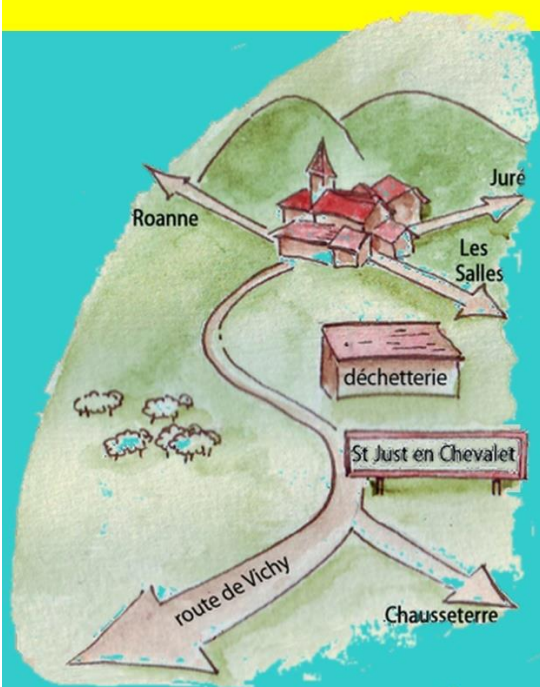 Juré
Roanne
Les
Salles
déchetterie
St Just en Chevalet
route de Vichy
Chausseterre